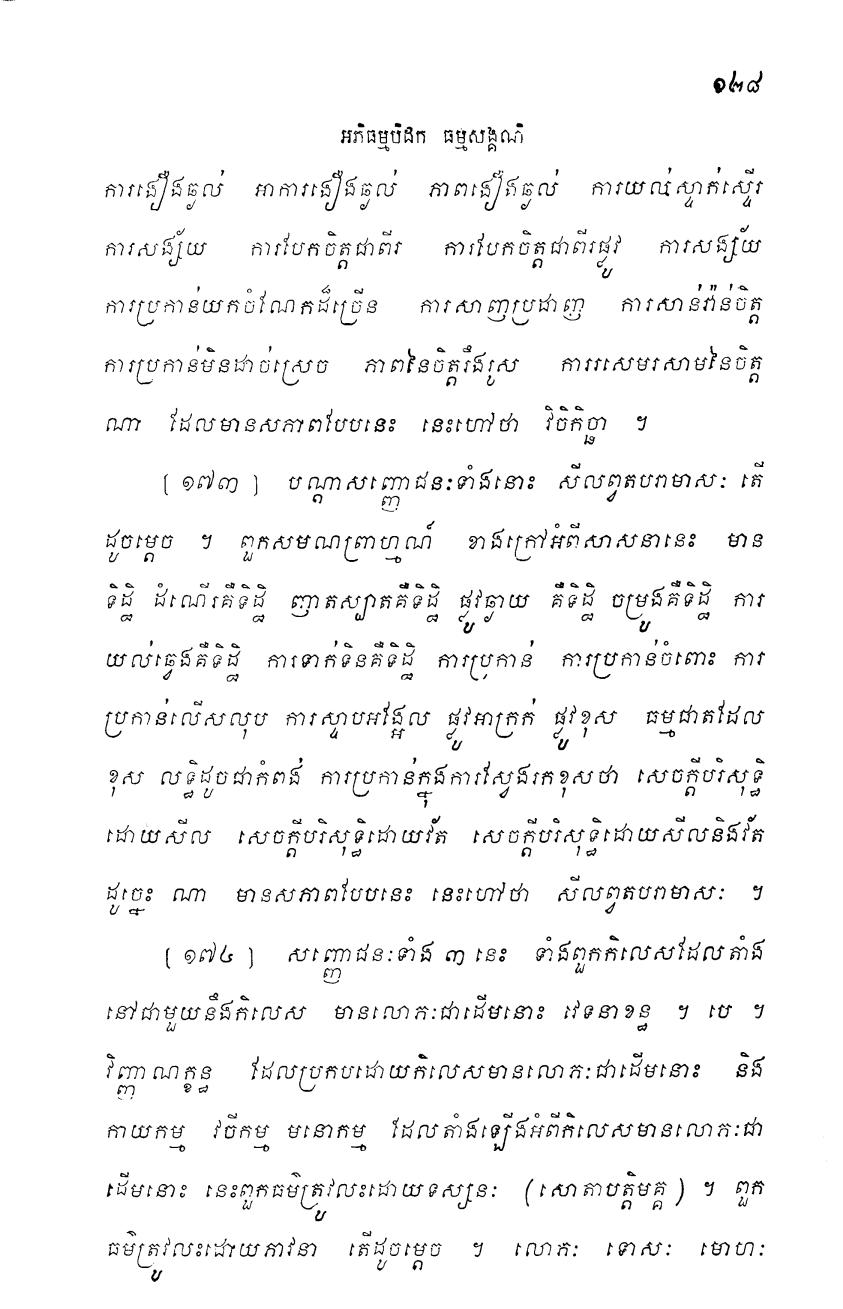 ១២៨
អភិធម្មបិដក ធម្មសង្គណិ
ការងឿងធ្ងល់ អាការងឿងធ្ងល់ ភាពងឿងធ្ងល់ ការយល់ស្ទាក់ស្ទើរ
ការសង្ស័យ ការបែកចិត្តជាពីរ ការបែកចិត្តជាពីរផ្លូវ ការសង្ស័យ
ការប្រកាន់យកចំណែកដ៏ច្រើន ការសាញប្រដាញ ការសាន់វ៉ាន់ចិត្ត
ការប្រកាន់មិនដាច់ស្រេច ភាពនៃចិត្តរឹងរូស ការរសេមរសាមនៃចិត្ត
ណា ដែលមានសភាពបែបនេះ នេះហៅថា វិចិកិច្ឆា ។
[ ១៧៣ ] បណ្តាសញ្ញោជនៈទាំងនោះ សីលព្វតបរាមាសៈ តើ
ដូចម្តេច ។ ពួកសមណព្រាហ្មណ៍ ខាងក្រៅអំពីសាសនានេះ មាន
ទិដ្ឋិ ដំណើរគឺទិដ្ឋិ ញាតស្បាតគឺទិដ្ឋិ ផ្លូវឆ្ងាយ គឺទិដ្ឋិ ចម្រូងគឺទិដ្ឋិ ការ
យល់ឆ្វេងគឺទិដ្ឋិ ការទាក់ទិនគឺទិដ្ឋិ ការប្រកាន់ ការប្រកាន់ចំពោះ ការ
ប្រកាន់លើសលុប ការស្ទាបអង្អែល ផ្លូវអាក្រក់ ផ្លូវខុស ធម្មជាតដែល
ខុស លទ្ធិដូចជាកំពង់ ការប្រកាន់ក្នុងការស្វែងរកខុសថា សេចក្តីបរិសុទ្ធិ
ដោយសីល សេចក្តីបរិសុទ្ធិដោយវ័ត សេចក្តីបរិសុទ្ធិដោយសីលនិងវ័ត
ដូច្នេះ ណា មានសភាពបែបនេះ នេះហៅថា សីលព្វតបរាមាសៈ ។
[ ១៧៤ ] សញ្ញោជនៈទាំង ៣ នេះ ទាំងពួកកិលេសដែលតាំង
នៅជាមួយនឹងកិលេស មានលោភៈជាដើមនោះ វេទនាខន្ធ ។ បេ ។
វិញ្ញាណក្ខន្ធ ដែលប្រកបដោយកិលេសមានលោភៈជាដើមនោះ និង
កាយកម្ម វចីកម្ម មនោកម្ម ដែលតាំងឡើងអំពីកិលេសមានលោភៈជា
ដើមនោះ នេះពួកធម៌ត្រូវលះដោយទស្សនៈ (សោតាបត្តិមគ្គ) ។ ពួក
ធម៌ត្រូវលះដោយភាវនា តើដូចម្តេច ។ លោភៈ ទោសៈ មោហៈ